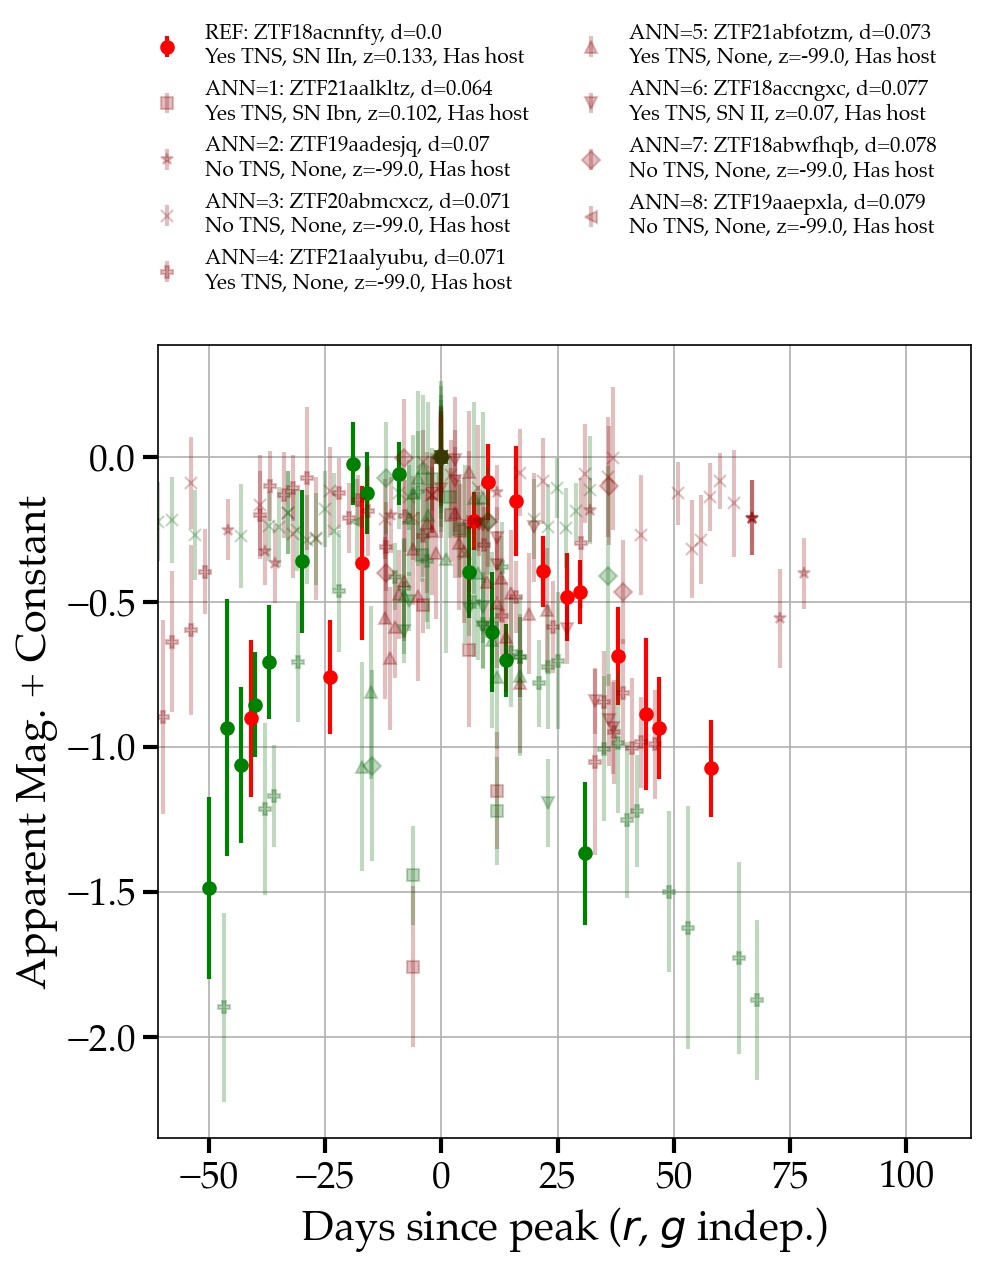 REF: ZTF18acnnfty, d=0.0
Yes TNS, SN IIn, z=0.133, Has host
ANN=1: ZTF21aalkltz, d=0.064
Yes TNS, SN Ibn, z=0.102, Has host
ANN=2: ZTF19aadesjq, d=0.07
No TNS, None, z=-99.0, Has host
ANN=3: ZTF20abmcxcz, d=0.071
No TNS, None, z=-99.0, Has host
ANN=4: ZTF21aalyubu, d=0.071
Yes TNS, None, z=-99.0, Has host
ANN=5: ZTF21abfotzm, d=0.073
Yes TNS, None, z=-99.0, Has host
ANN=6: ZTF18accngxc, d=0.077
Yes TNS, SN II, z=0.07, Has host
ANN=7: ZTF18abwfhqb, d=0.078
No TNS, None, z=-99.0, Has host
ANN=8: ZTF19aaepxla, d=0.079
No TNS, None, z=-99.0, Has host
Apparent Mag. + Constant
0.0
−0.5
−1.0
−1.5
−2.0
−50
−25
0
25
50
75
100
Days since peak (r, g indep.)